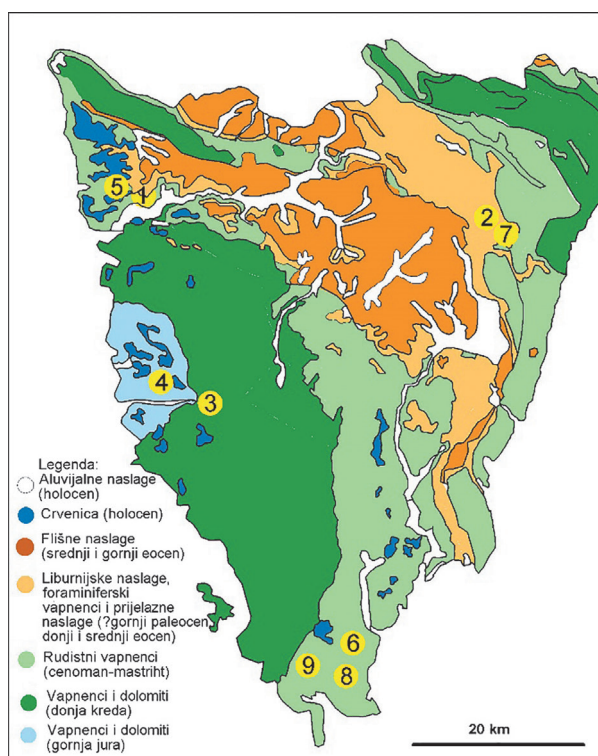 5
1
2
7
4
3
6
9
8
Legenda:
Aluvijalne naslage
(holocen)
Crvenica (holocen)
Flišne naslage
(srednji i gornji eocen)
Liburnijske naslage,
foraminiferski
vapnenci i prijelazne
naslage (?gornji paleocen,
donji i srednji eocen)
Rudistni vapnenci
(cenoman-mastriht)
Vapnenci i dolomiti
(donja kreda)
Vapnenci i dolomiti
(gornja jura)
20 km